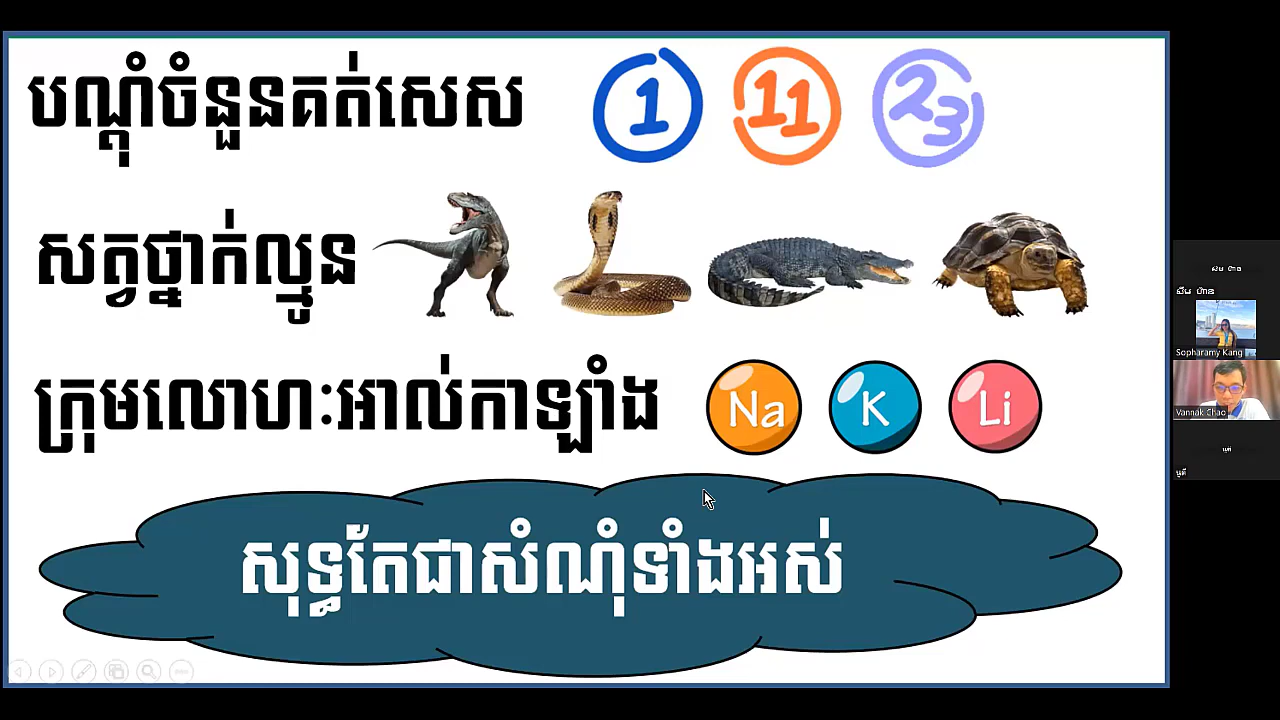 បណ្ដុំចំនួនគត់សេស
1 11 23
សត្វថ្នាក់ល្មូន
ក្រុមលោហៈអាល់កាឡាំង
Na K Li
សុទ្ធតែជាសំណុំទាំងអស់
Sopharamy Kang
Vannak Chao